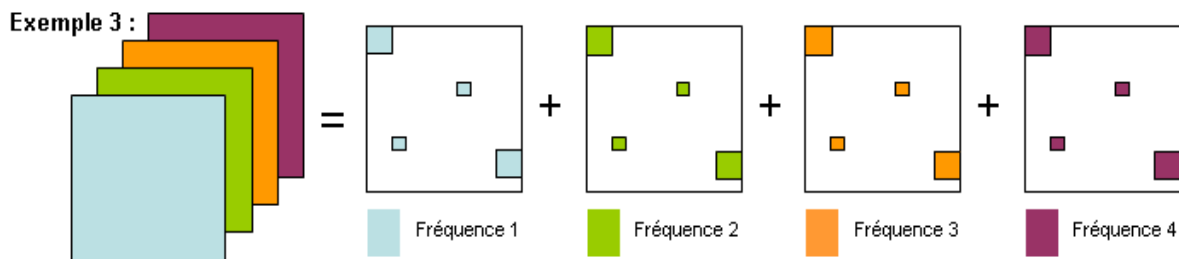 Exemple 3 :
= + + +
Fréquence 1 Fréquence 2 Fréquence 3 Fréquence 4